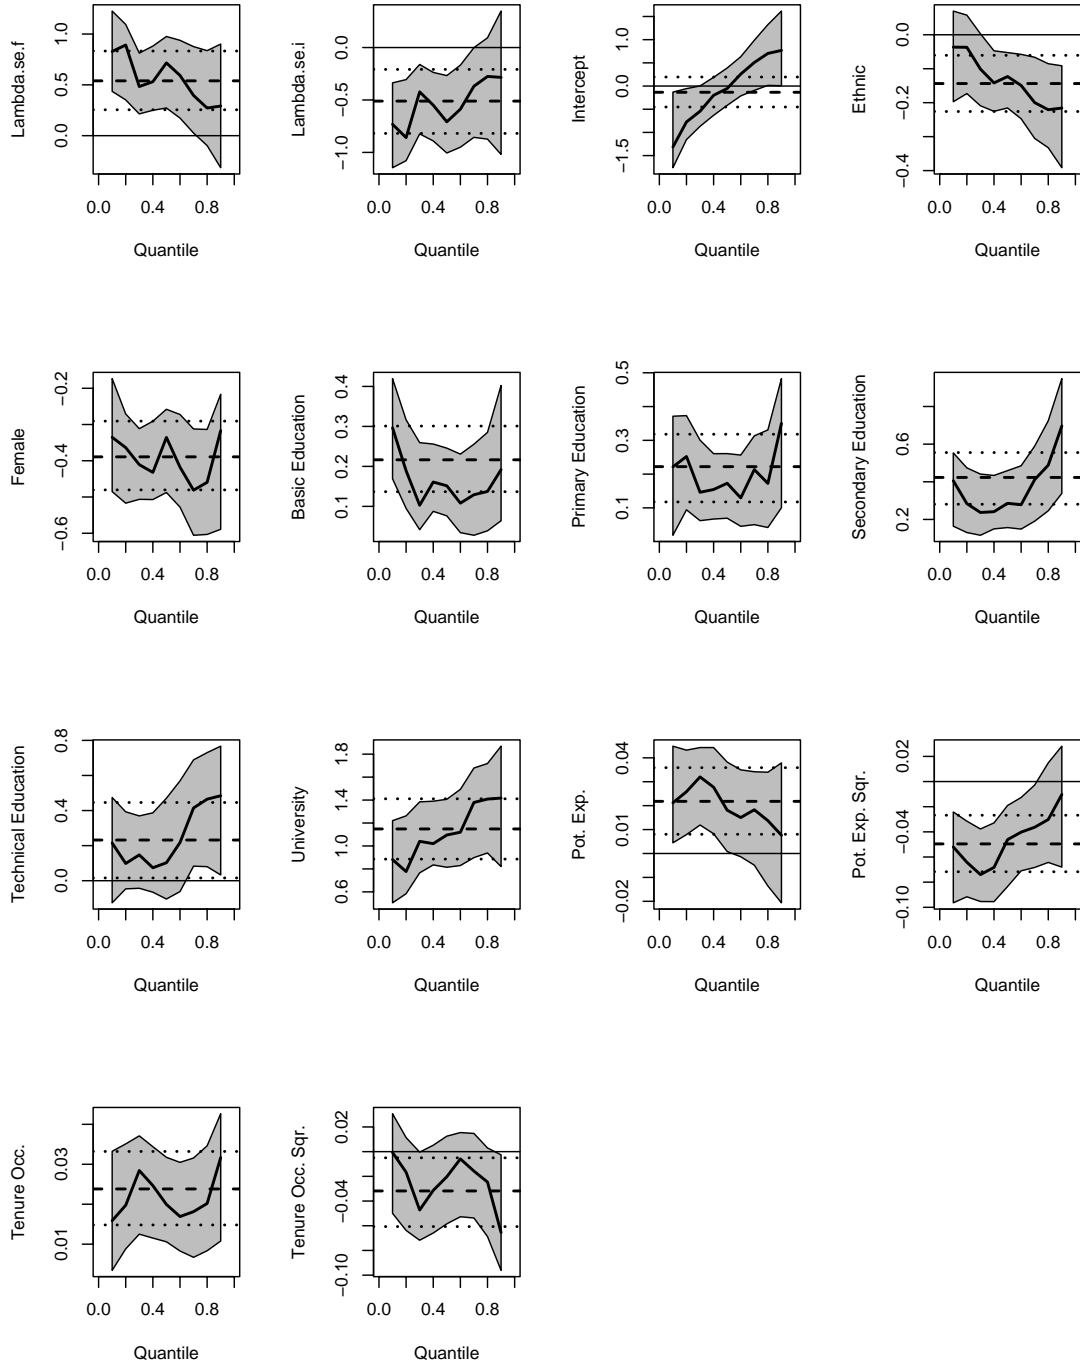 Lambda.se.f
0.0 0.5 1.0
0.0 0.4 0.8
Quantile
Lambda.se.i
−1.0 −0.5 0.0
0.0 0.4 0.8
Quantile
Intercept
−1.5 0.0 1.0
0.0 0.4 0.8
Quantile
Ethnic
−0.4 −0.2 0.0
0.0 0.4 0.8
Quantile
Female
−0.6 −0.4 −0.2
0.0 0.4 0.8
Quantile
Basic Education
0.1 0.2 0.3 0.4
0.0 0.4 0.8
Quantile
Primary Education
0.1 0.3 0.5
0.0 0.4 0.8
Quantile
Secondary Education
0.2 0.6
0.0 0.4 0.8
Quantile
Technical Education
0.0 0.4 0.8
0.0 0.4 0.8
Quantile
University
0.6 1.0 1.4 1.8
0.0 0.4 0.8
Quantile
Pot. Exp.
−0.02 0.01 0.04
0.0 0.4 0.8
Quantile
Pot. Exp. Sqr.
−0.10 −0.04 0.02
0.0 0.4 0.8
Quantile
Tenure Occ.
0.01 0.03
0.0 0.4 0.8
Quantile
Tenure Occ. Sqr.
−0.10 −0.04 0.02
0.0 0.4 0.8
Quantile